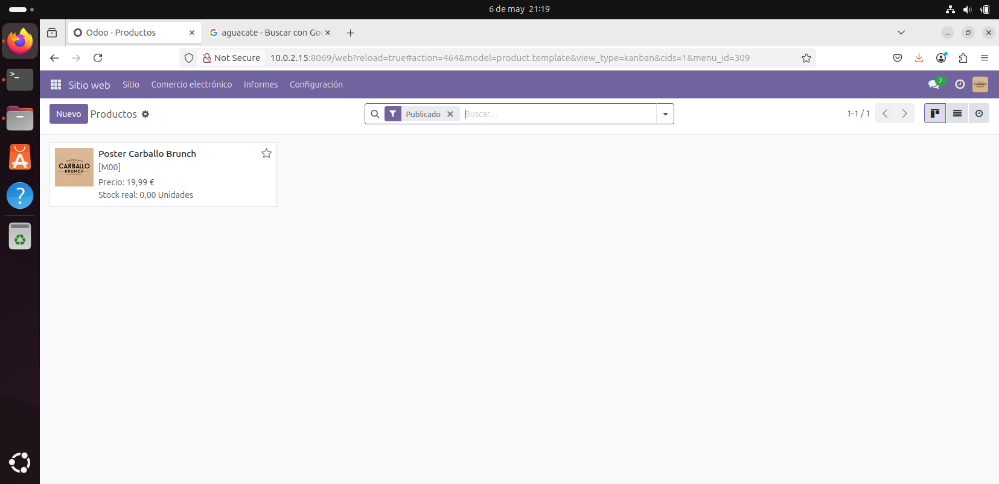 6 de may 21:19
Odoo - Productos
aguacate - Buscar con Go
Not Secure
10.0.2.15:8069/web?reload=true#action=464&model=product.template&view_type=kanban&cids=1&menu_id=309
Sitio web
Sitio
Comercio electrónico
Informes
Configuración
2
Nuevo
Productos
Publicado
Buscar...
1-1 / 1
CARBALLO
BRUNCH
Poster Carballo Brunch
[M00]
Precio: 19,99 €
Stock real: 0,00 Unidades